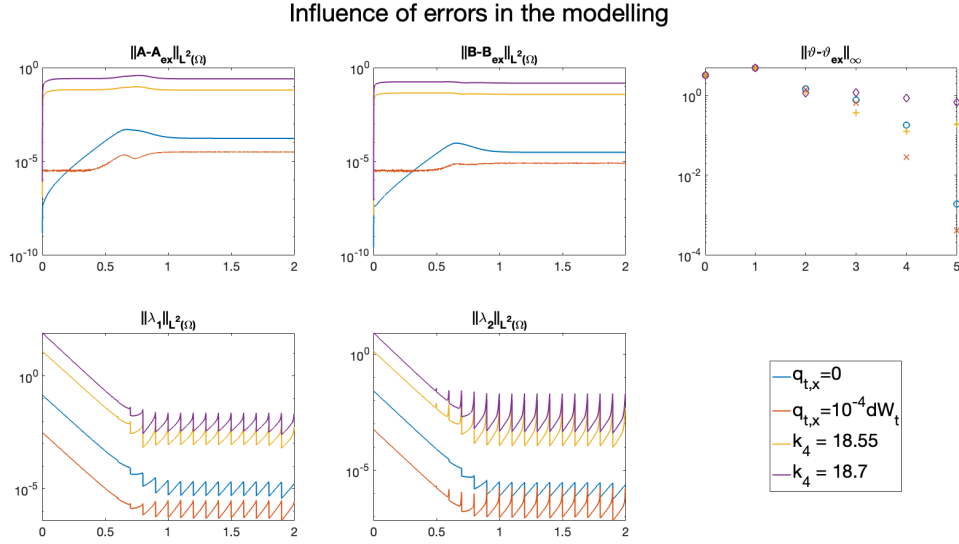 Influence of errors in the modelling
||A-A_ex||_L²(Ω)
10^0
10^-5
10^-10
0 0.5 1 1.5 2
||B-B_ex||_L²(Ω)
10^0
10^-5
10^-10
0 0.5 1 1.5 2
||ϑ-ϑ_ex||_∞
10^0
10^-2
10^-4
0 1 2 3 4 5
||λ_1||_L²(Ω)
10^0
10^-5
0 0.5 1 1.5 2
||λ_2||_L²(Ω)
10^0
10^-5
0 0.5 1 1.5 2
q_t,x=0
q_t,x=10^-4 dW_t
k_4 = 18.55
k_4 = 18.7